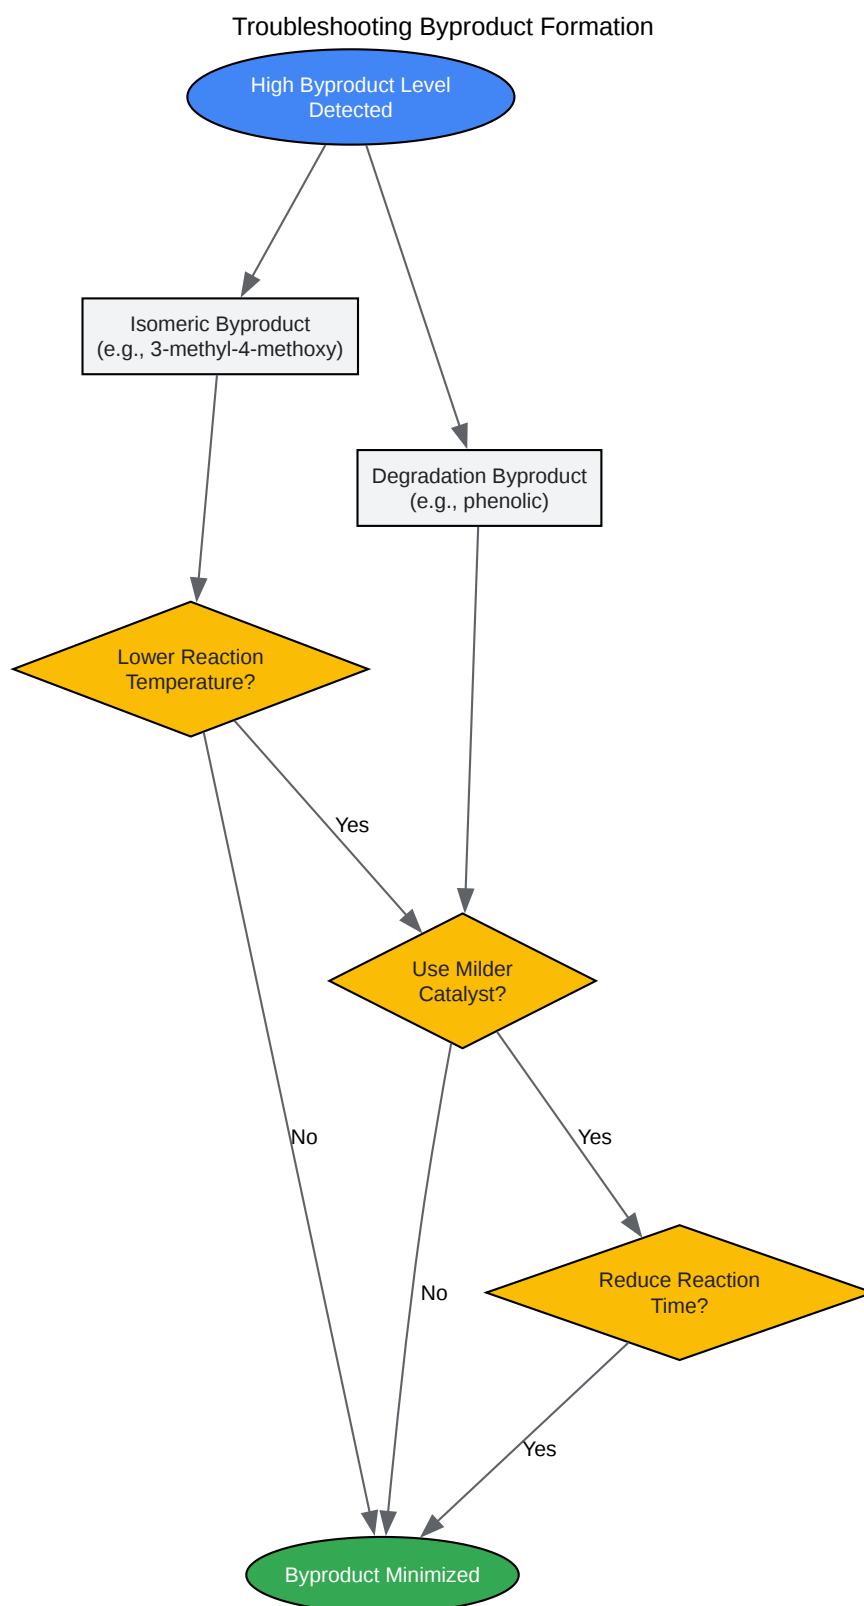 Troubleshooting Byproduct Formation
High Byproduct Level
Detected
Isomeric Byproduct
(e.g., 3-methyl-4-methoxy)
Degradation Byproduct
(e.g., phenolic)
Lower Reaction
Temperature?
Yes
Use Milder
Catalyst?
No
Yes
Reduce Reaction
Time?
No
Yes
Byproduct Minimized